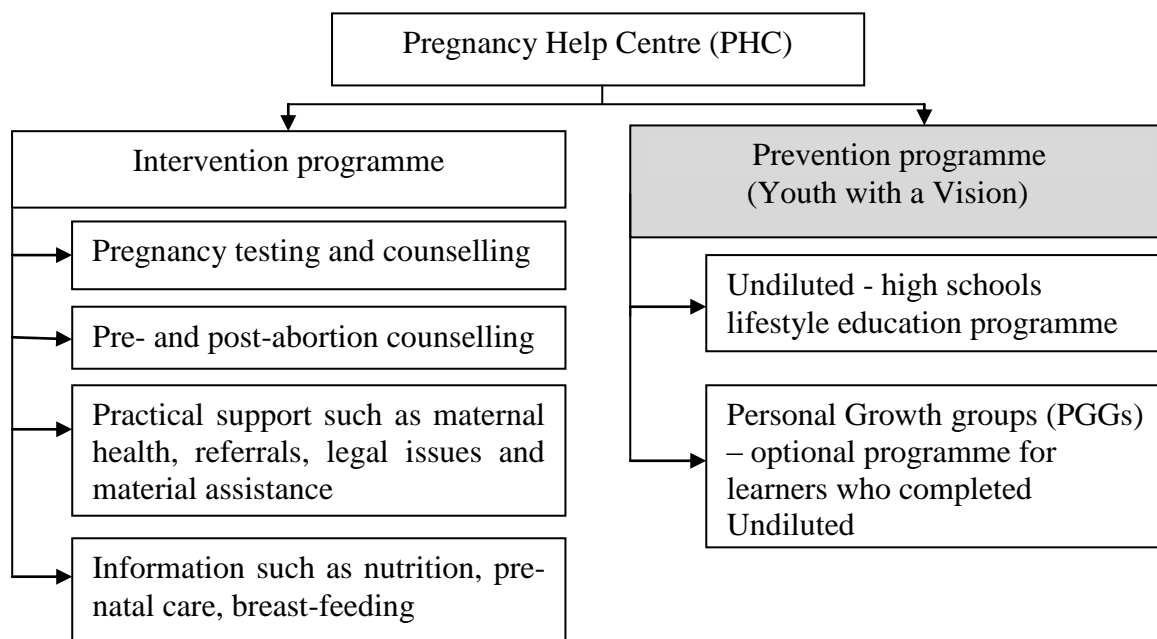 Pregnancy Help Centre (PHC)
Intervention programme
Pregnancy testing and counselling
Pre- and post-abortion counselling
Practical support such as maternal
health, referrals, legal issues and
material assistance
Information such as nutrition, pre-
natal care, breast-feeding
Prevention programme
(Youth with a Vision)
Undiluted - high schools
lifestyle education programme
Personal Growth groups (PGGs)
– optional programme for
learners who completed
Undiluted